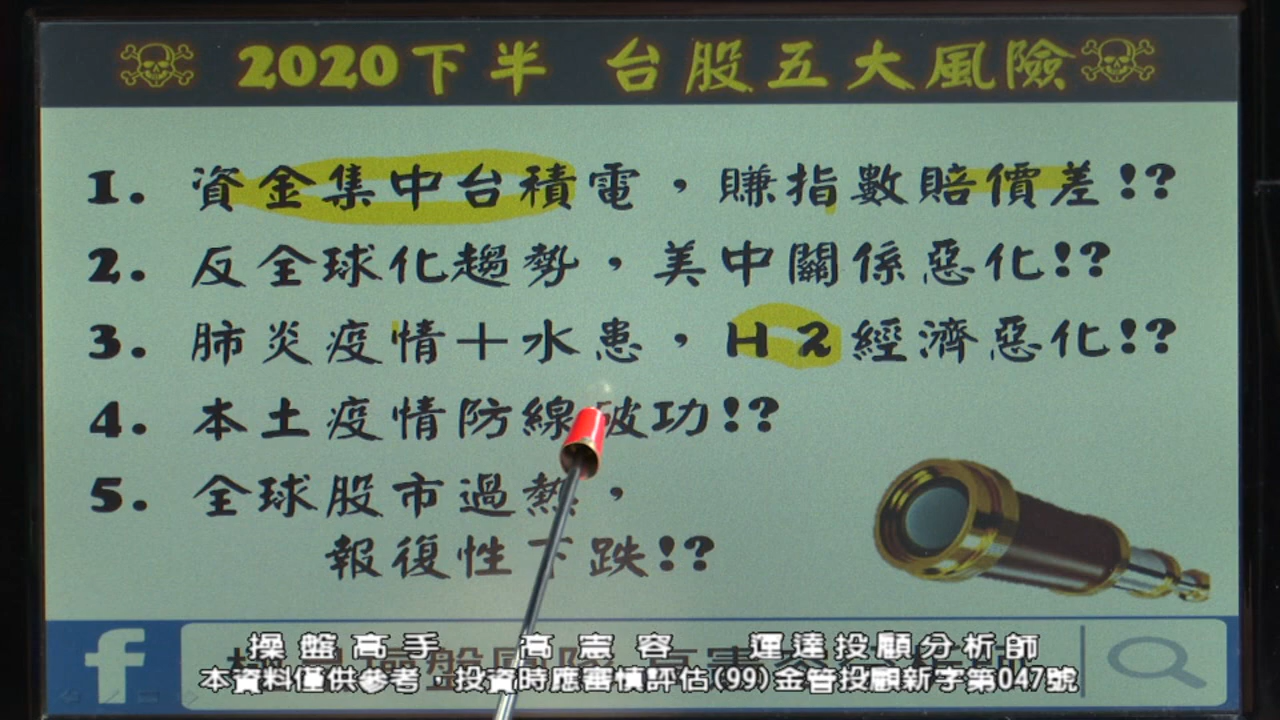 2020下半 台股五大風險
1. 資金集中台積電，賺指數賠價差!?
2. 反全球化趨勢，美中關係惡化!?
3. 肺炎疫情＋水患，H2經濟惡化!?
4. 本土疫情防線破功!?
5. 全球股市過熱，
報復性下跌!?
f
操盤高手 高憲容 運達投顧分析師
本資料僅供參考，投資時應審慎評估(99)金管投顧新字第047號